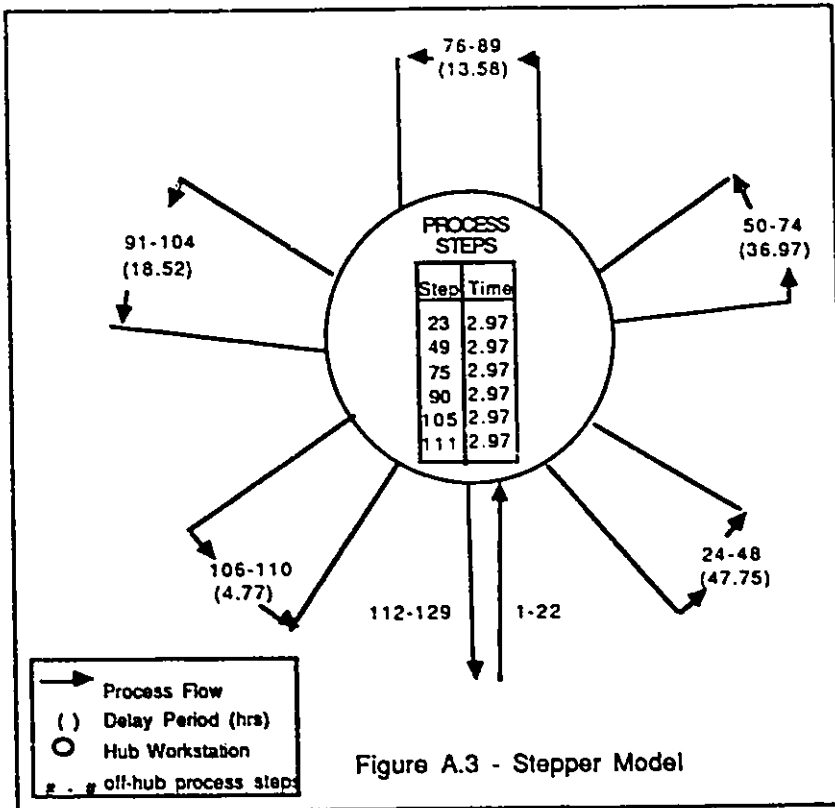 76-89
(13.58)
91-104
(18.52)
50-74
(36.97)
PROCESS
STEPS
Step Time
23 2.97
49 2.97
75 2.97
90 2.97
105 2.97
111 2.97
106-110
(4.77)
24-48
(47.75)
112-129
1-22
Process Flow
( ) Delay Period (hrs)
Hub Workstation
# - # off-hub process steps
Figure A.3 - Stepper Model